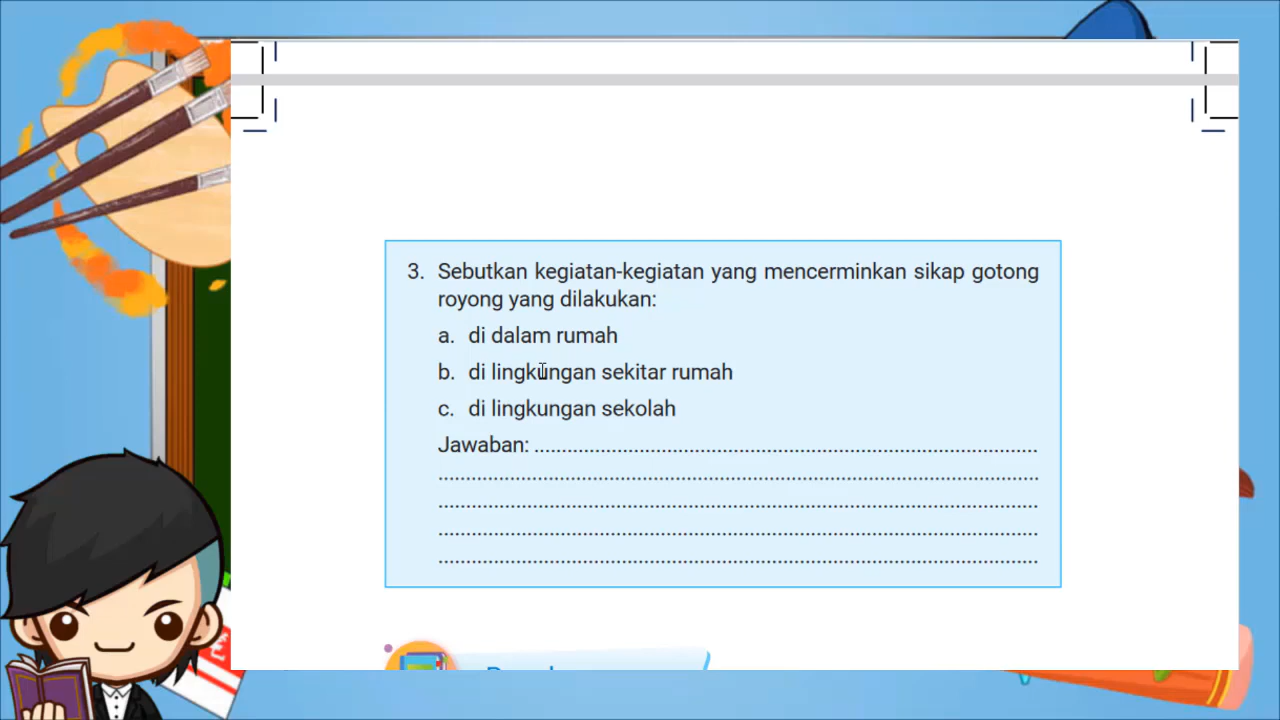 3. Sebutkan kegiatan-kegiatan yang mencerminkan sikap gotong
royong yang dilakukan:
a. di dalam rumah
b. di lingkungan sekitar rumah
c. di lingkungan sekolah
Jawaban: ..........................................................................................
..........................................................................................
..........................................................................................
..........................................................................................
..........................................................................................